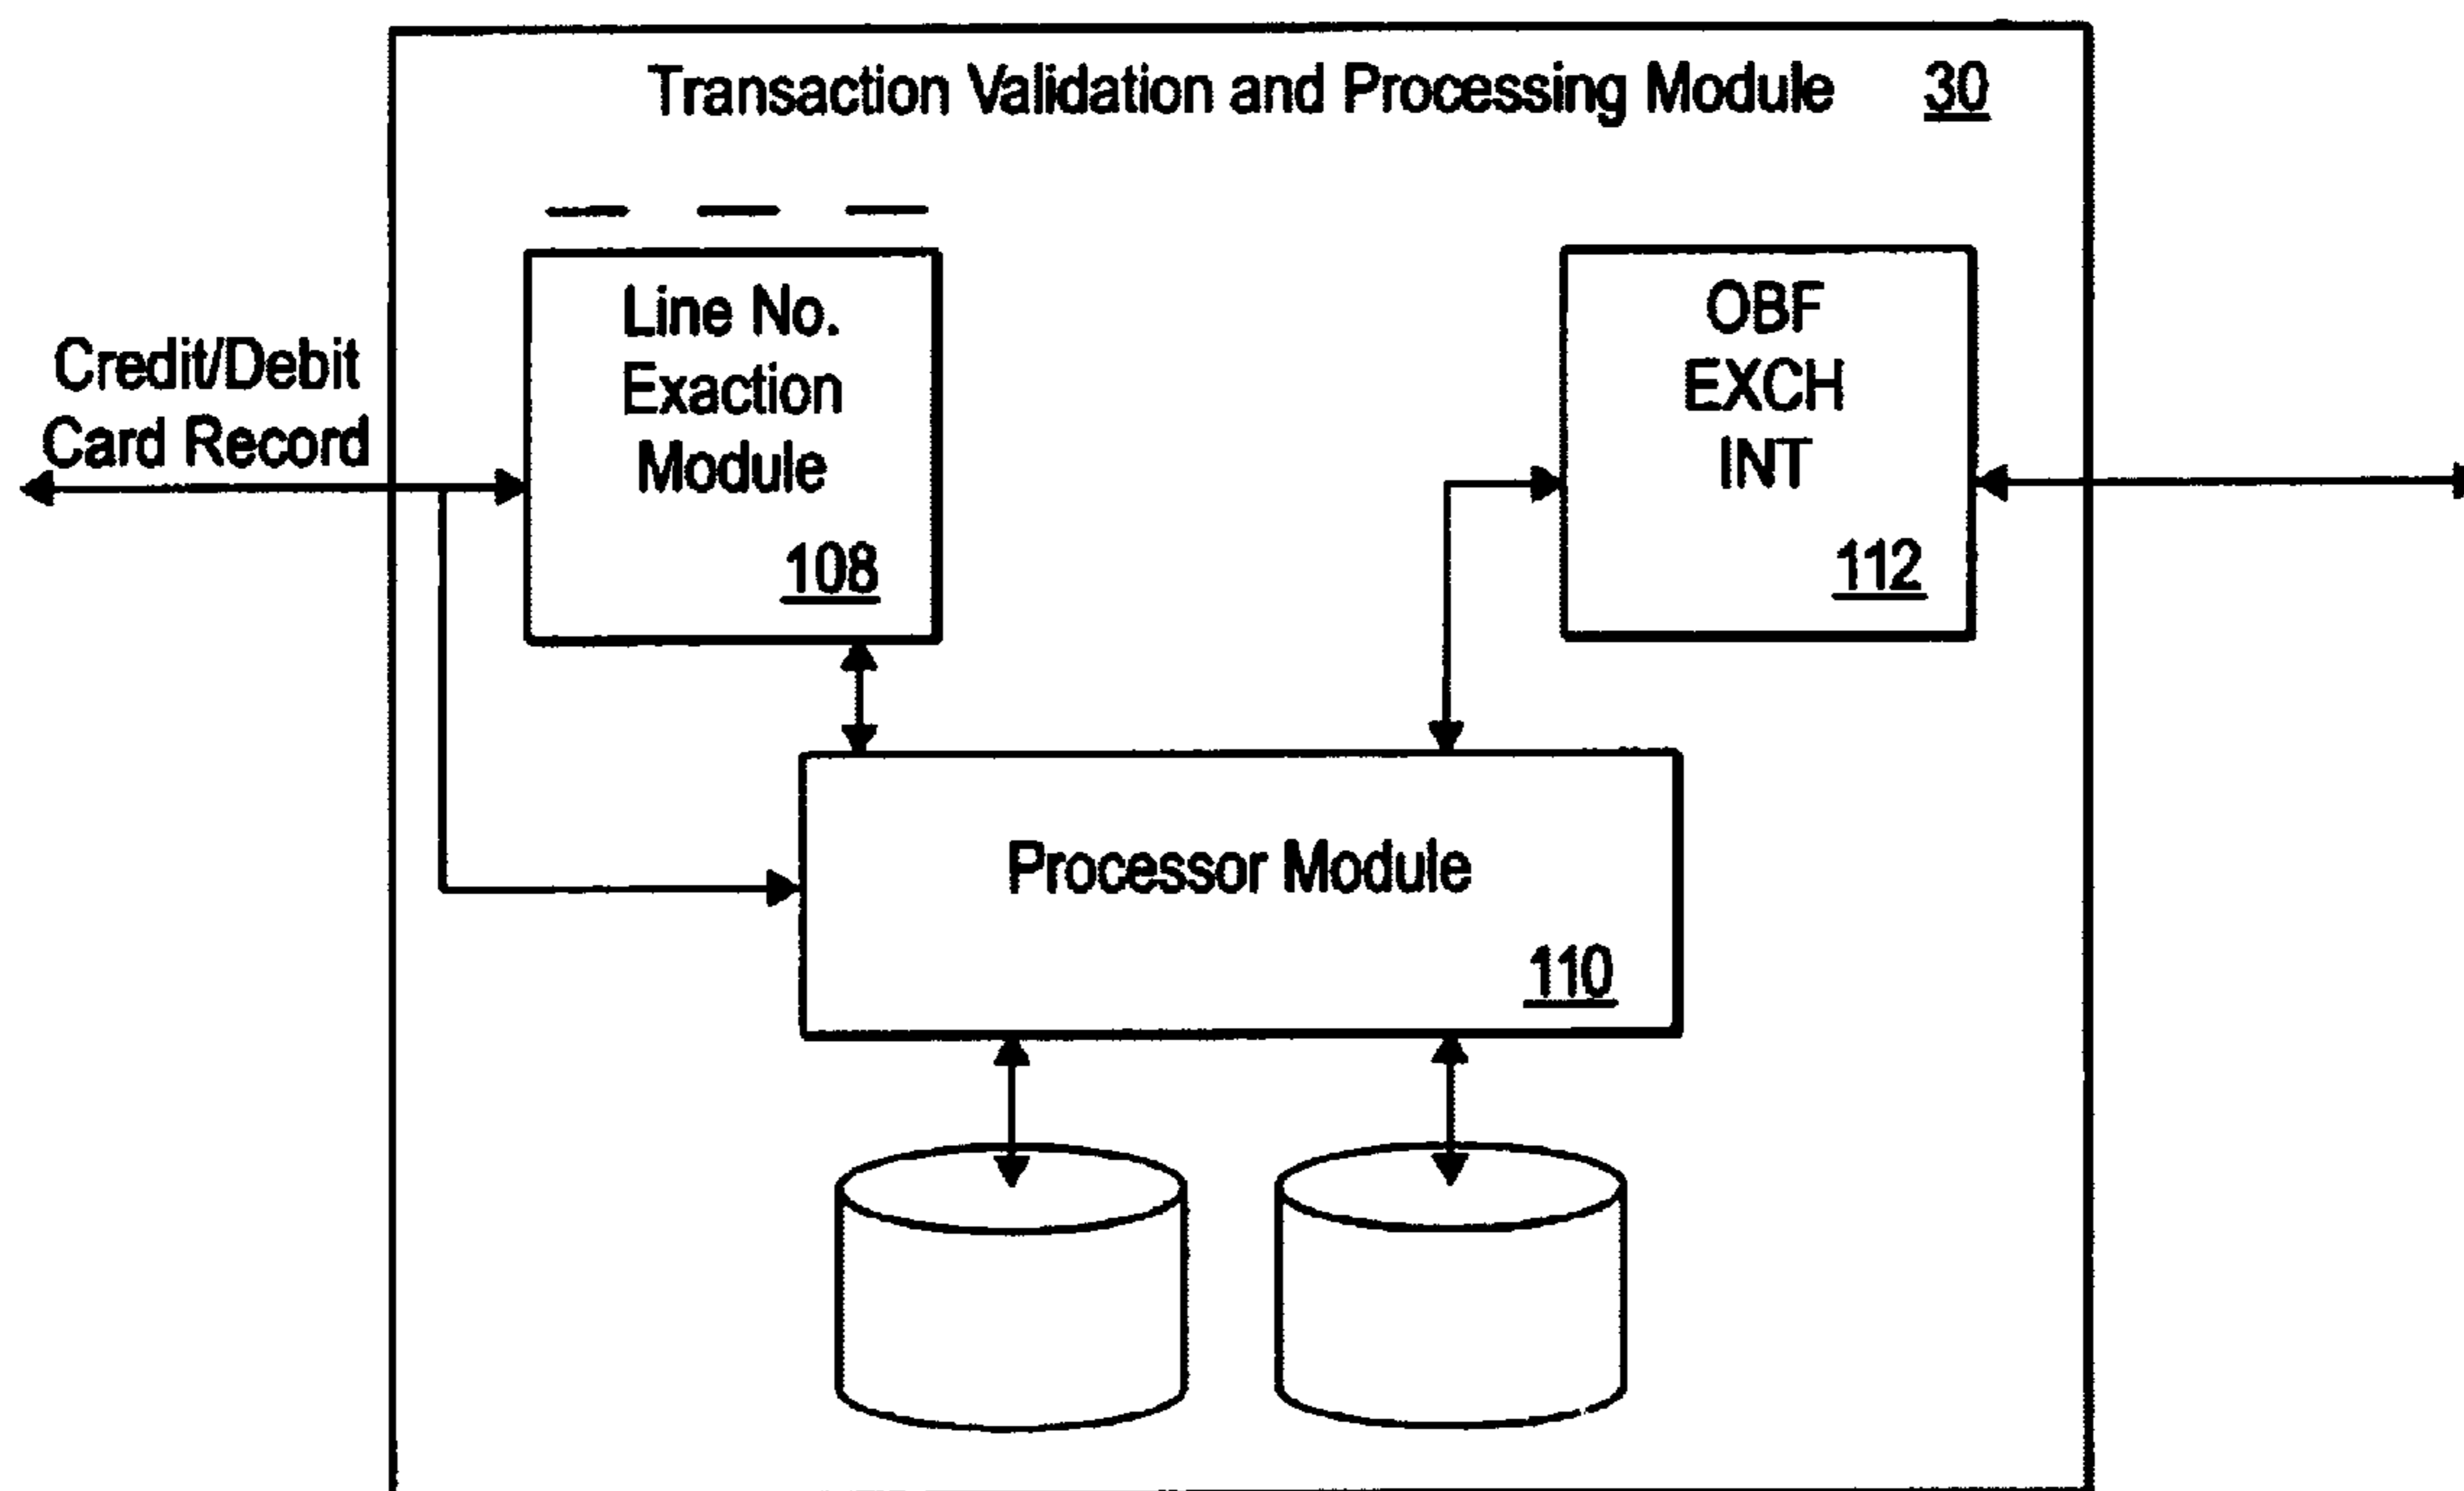 Transaction Validation and Processing Module 30
Credit/Debit
Card Record
Line No.
Exaction
Module
108
OBF
EXCH
INT
112
Processor Module
110